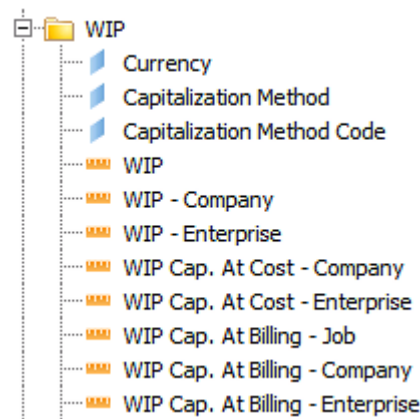 WIP
Currency
Capitalization Method
Capitalization Method Code
WIP
WIP - Company
WIP - Enterprise
WIP Cap. At Cost - Company
WIP Cap. At Cost - Enterprise
WIP Cap. At Billing - Job
WIP Cap. At Billing - Company
WIP Cap. At Billing - Enterprise